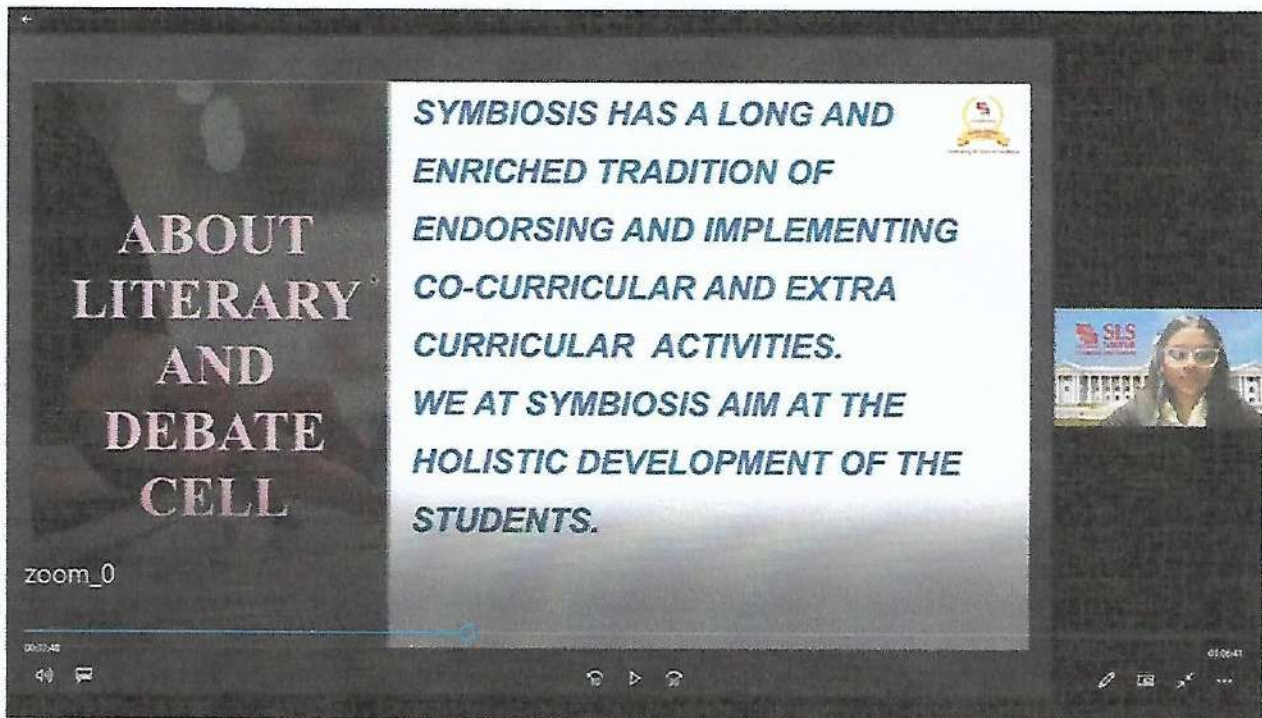 ABOUT
LITERARY
AND
DEBATE
CELL
SYMBIOSIS HAS A LONG AND
ENRICHED TRADITION OF
ENDORSING AND IMPLEMENTING
CO-CURRICULAR AND EXTRA
CURRICULAR ACTIVITIES.
WE AT SYMBIOSIS AIM AT THE
HOLISTIC DEVELOPMENT OF THE
STUDENTS.
SLS
zoom_0